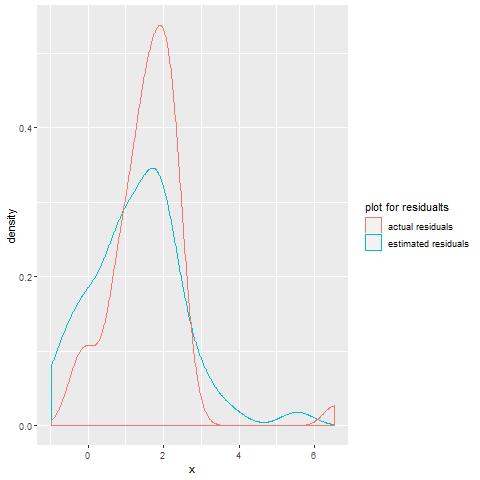 0.4
0.2
0.0
density
0
2
4
6
x
plot for residualts
actual residuals
estimated residuals